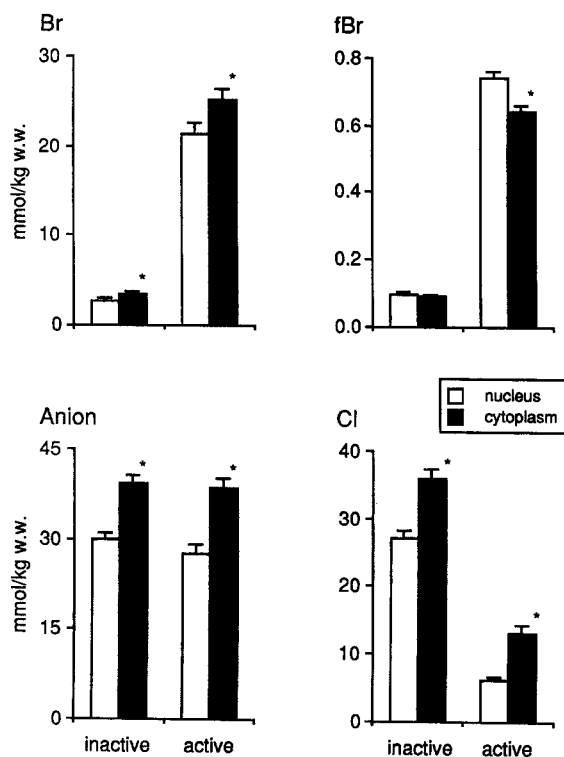 Br
fBr
mmol/kg w.w.
30
20
10
0
*
*
0.8
0.6
0.4
0.2
0.0
*
nucleus
cytoplasm
Anion
Cl
mmol/kg w.w.
45
30
15
0
*
*
inactive
active
40
30
20
10
0
*
*
inactive
active